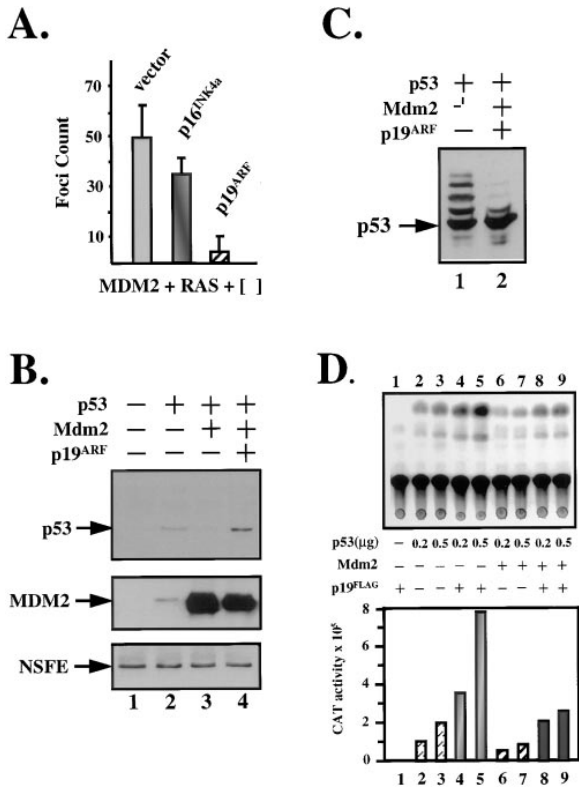 A.
Foci Count
70
50
30
10
vector
p16INK4a
p19ARF
MDM2 + RAS + [ ]
B.
p53 – + + +
Mdm2 – – + +
p19ARF – – – +
p53
MDM2
NSFE
1 2 3 4
C.
p53 + +
Mdm2 -' +
p19ARF – +
p53
1 2
D.
1 2 3 4 5 6 7 8 9
p53(µg) – 0.2 0.5 0.2 0.5 0.2 0.5 0.2 0.5
Mdm2 – – – – – + + + +
p19FLAG + – – + + – – + +
CAT activity x 10⁵
8
6
4
2
0
1 2 3 4 5 6 7 8 9